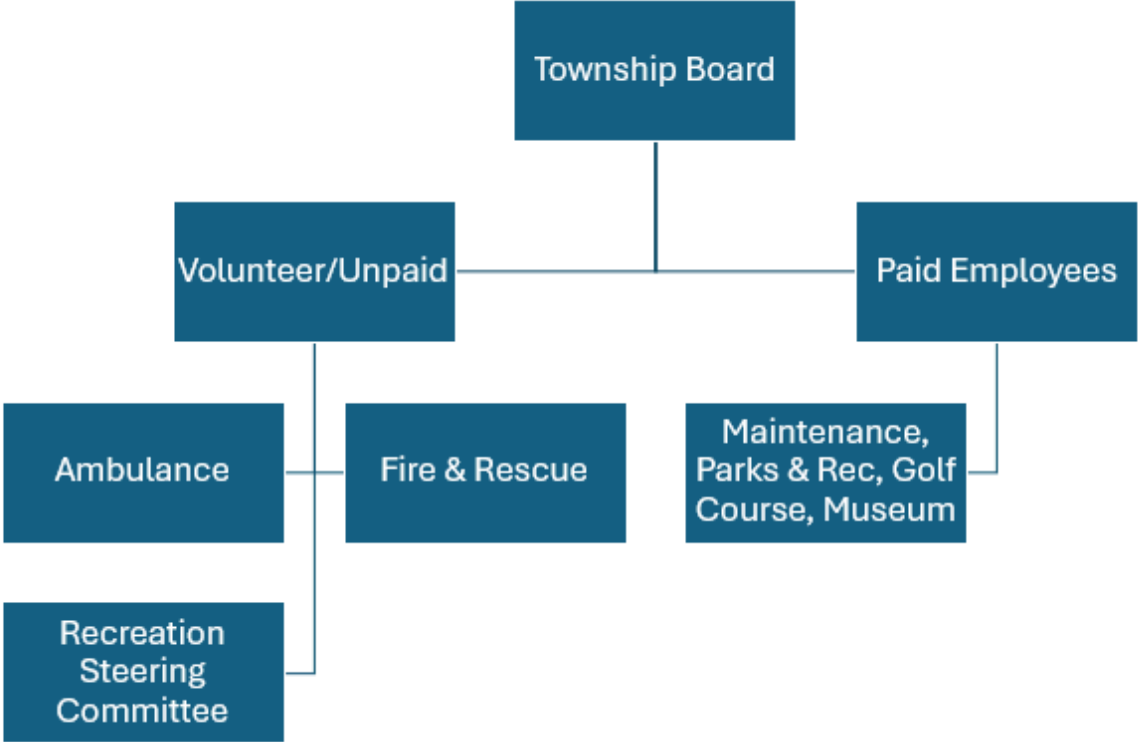 Township Board
Volunteer/Unpaid
Paid Employees
Ambulance
Fire & Rescue
Maintenance,
Parks & Rec, Golf
Course, Museum
Recreation
Steering
Committee